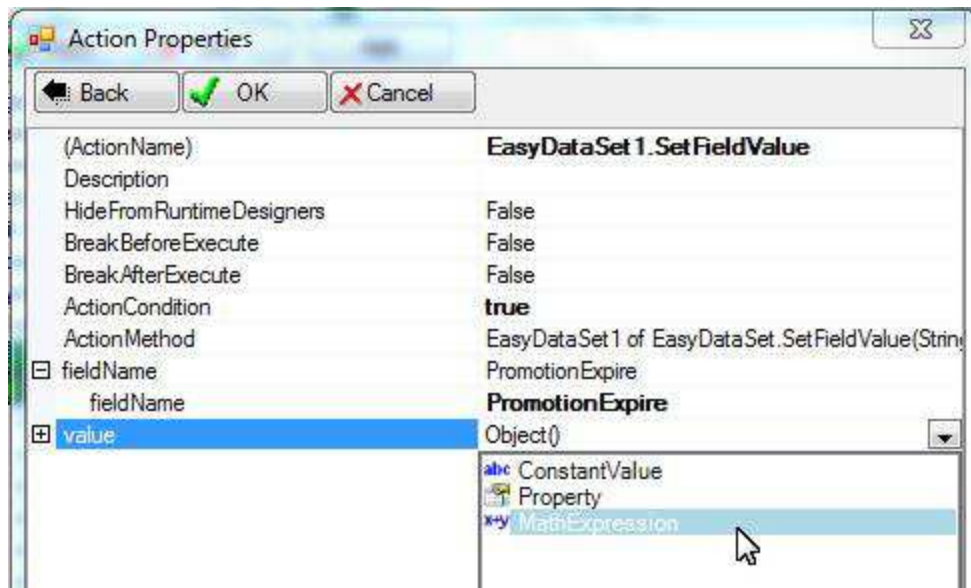 Action Properties
Back OK Cancel
(ActionName) EasyDataSet1.SetFieldValue
Description
HideFromRuntimeDesigners False
BreakBeforeExecute False
BreakAfterExecute False
ActionCondition true
ActionMethod EasyDataSet1 of EasyDataSet.SetFieldValue(String
fieldName PromotionExpire
fieldName PromotionExpire
value Object()
abc ConstantValue
Property
x+y MathExpression